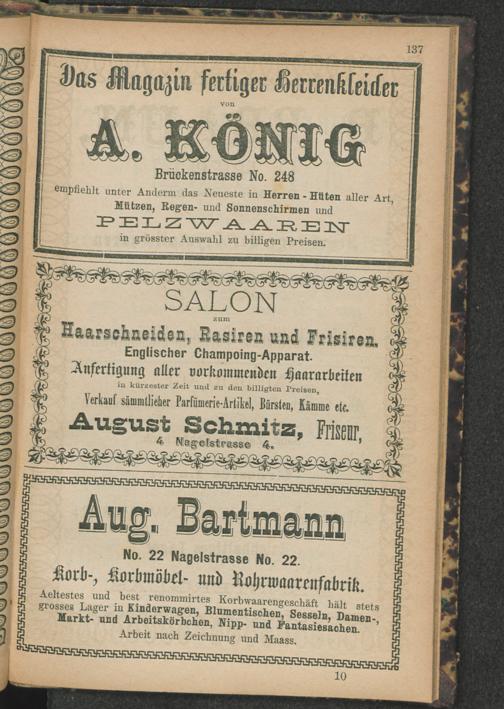 137
Das Magazin fertiger Herrenkleider
von
A. KÖNIG
Brückenstrasse No. 248
empfiehlt unter Anderm das Neueste in Herren-Hüten aller Art,
Mützen, Regen- und Sonnenschirmen und
PELZWAAREN
in grösster Auswahl zu billigen Preisen.
SALON
zum
Haarschneiden, Rasiren und Frisiren.
Englischer Champoing-Apparat.
Anfertigung aller vorkommenden Haararbeiten
in kürzester Zeit und zu den billigten Preisen,
Verkauf sämmtlicher Parfümerie-Artikel, Bürsten, Kämme etc.
August Schmitz, Friseur,
4 Nagelstrasse 4.
Aug. Bartmann
No. 22 Nagelstrasse No. 22.
Korb-, Korbmöbel- und Rohrwaarenfabrik.
Aeltestes und best renommirtes Korbwaarengeschäft hält stets
grosses Lager in Kinderwagen, Blumentischen, Sesseln, Damen-,
Markt- und Arbeitskörbchen, Nipp- und Fantasiesachen.
Arbeit nach Zeichnung und Maass.
10